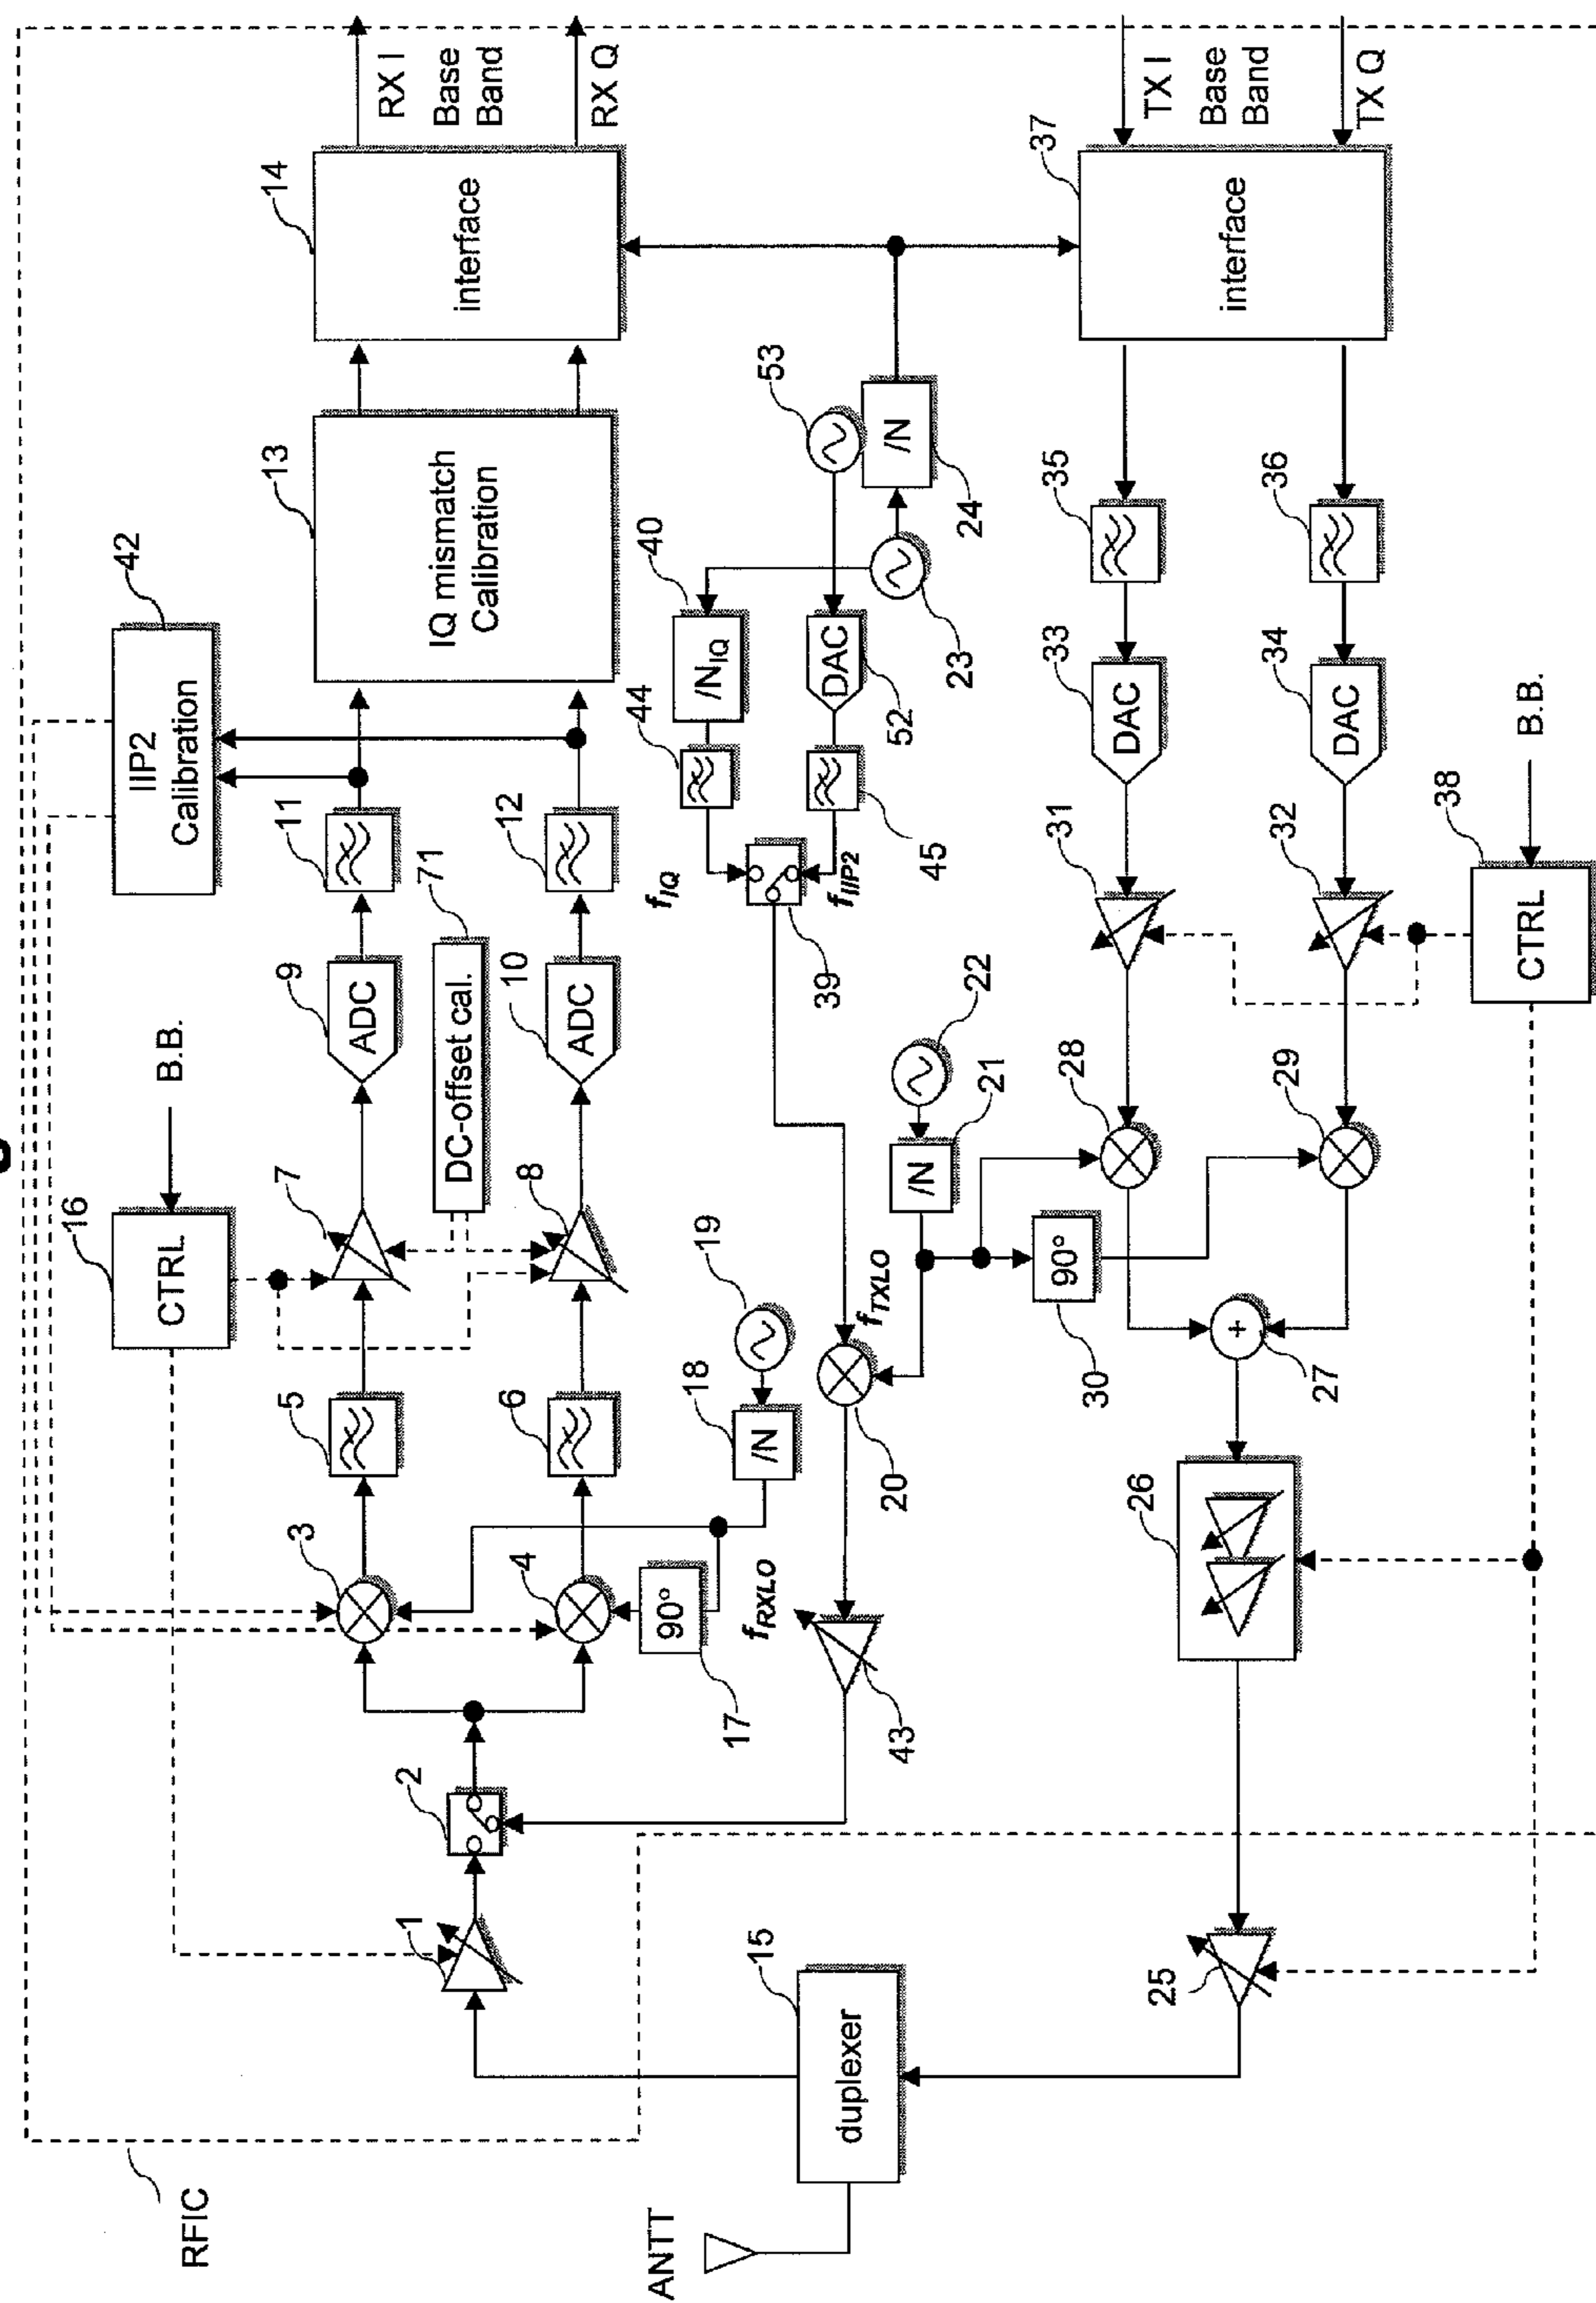 RFIC
ANTT
duplexer
15
1
2
16
CTRL
B.B.
3
4
5
6
7
8
9
ADC
10
ADC
DC-offset cal.
71
11
12
IIP2
Calibration
42
13
IQ mismatch
Calibration
14
interface
RX I
Base
Band
RX Q
90°
17
fRXLO
18
/N
19
43
20
fTXLO
/N
21
22
39
fIQ
fIIP2
44
45
/NIQ
40
DAC
52
53
23
/N
24
25
26
27
+
90°
30
28
29
31
32
33
DAC
34
DAC
35
36
37
interface
TX I
Base
Band
TX Q
CTRL
38
B.B.